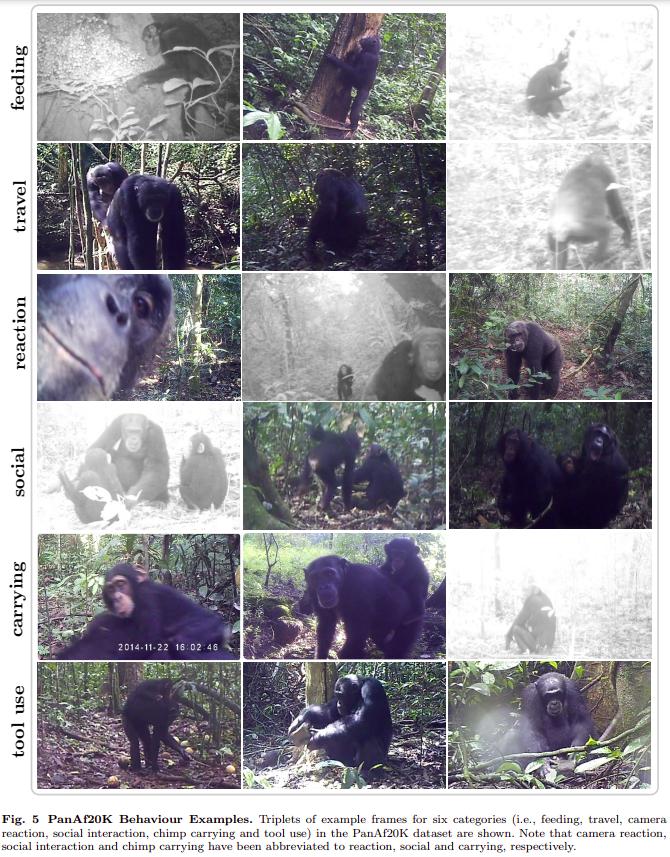 feeding
travel
reaction
social
carrying
2014-11-22 16:02:46
tool use
Fig. 5 PanAf20K Behaviour Examples. Triplets of example frames for six categories (i.e., feeding, travel, camera
reaction, social interaction, chimp carrying and tool use) in the PanAf20K dataset are shown. Note that camera reaction,
social interaction and chimp carrying have been abbreviated to reaction, social and carrying, respectively.